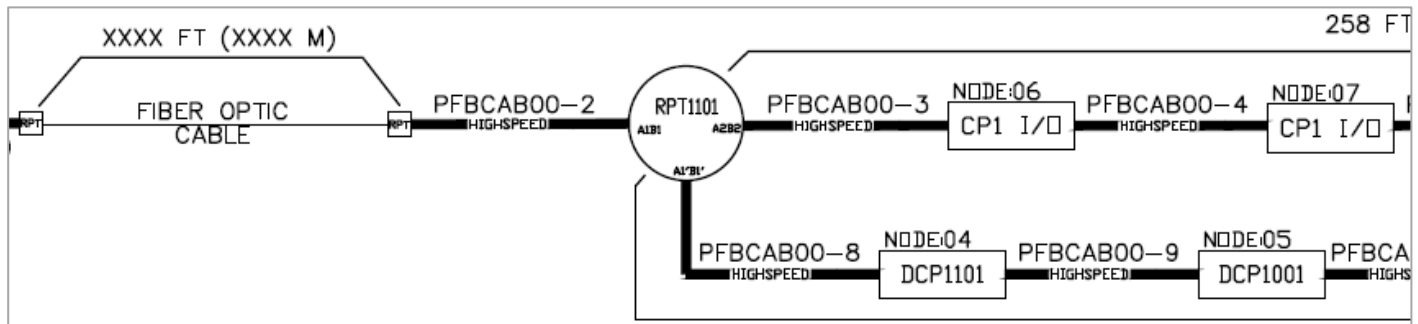 258 FT
XXXX FT (XXXX M)
RPT
FIBER OPTIC
CABLE
RPT
PFBCAB00-2
HIGHSPEED
RPT1101
A1B1
A2B2
A1'B1'
PFBCAB00-3
HIGHSPEED
NODE:06
CP1 I/O
PFBCAB00-4
HIGHSPEED
NODE:07
CP1 I/O
PFBCAB00-8
HIGHSPEED
NODE:04
DCP1101
PFBCAB00-9
HIGHSPEED
NODE:05
DCP1001
PFBCA
HIGHS